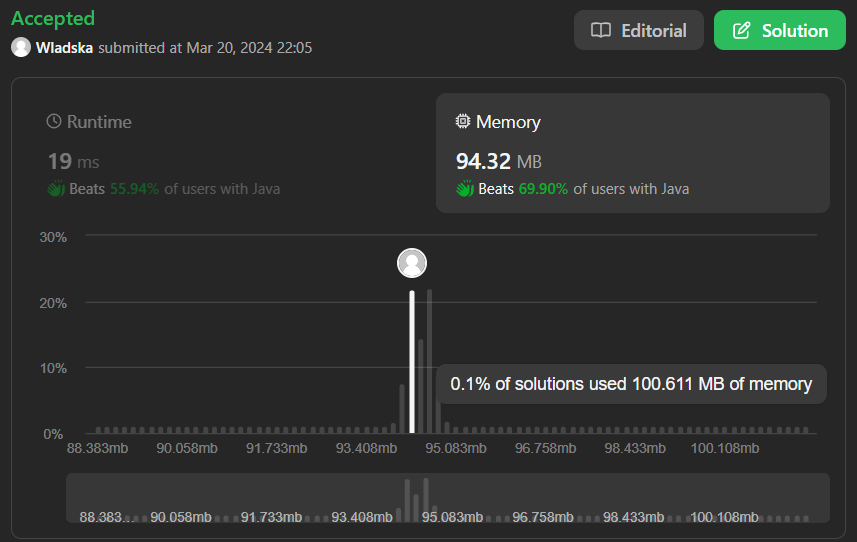 Accepted
Wladska submitted at Mar 20, 2024 22:05
Editorial
Solution
Runtime
19 ms
Beats 55.94% of users with Java
Memory
94.32 MB
Beats 69.90% of users with Java
30%
20%
10%
0%
0.1% of solutions used 100.611 MB of memory
88.383mb 90.058mb 91.733mb 93.408mb 95.083mb 96.758mb 98.433mb 100.108mb
88.383... 90.058mb 91.733mb 93.408mb 95.083mb 96.758mb 98.433mb 100.108mb